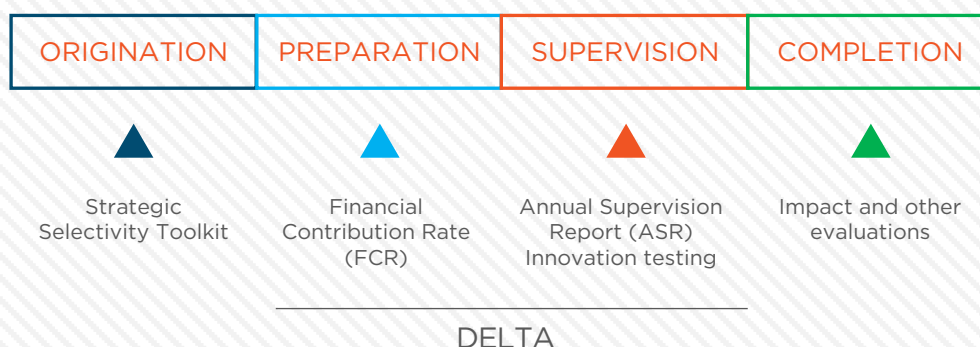 ORIGINATION
PREPARATION
SUPERVISION
COMPLETION
Strategic
Selectivity Toolkit
Financial
Contribution Rate
(FCR)
Annual Supervision
Report (ASR)
Innovation testing
Impact and other
evaluations
DELTA